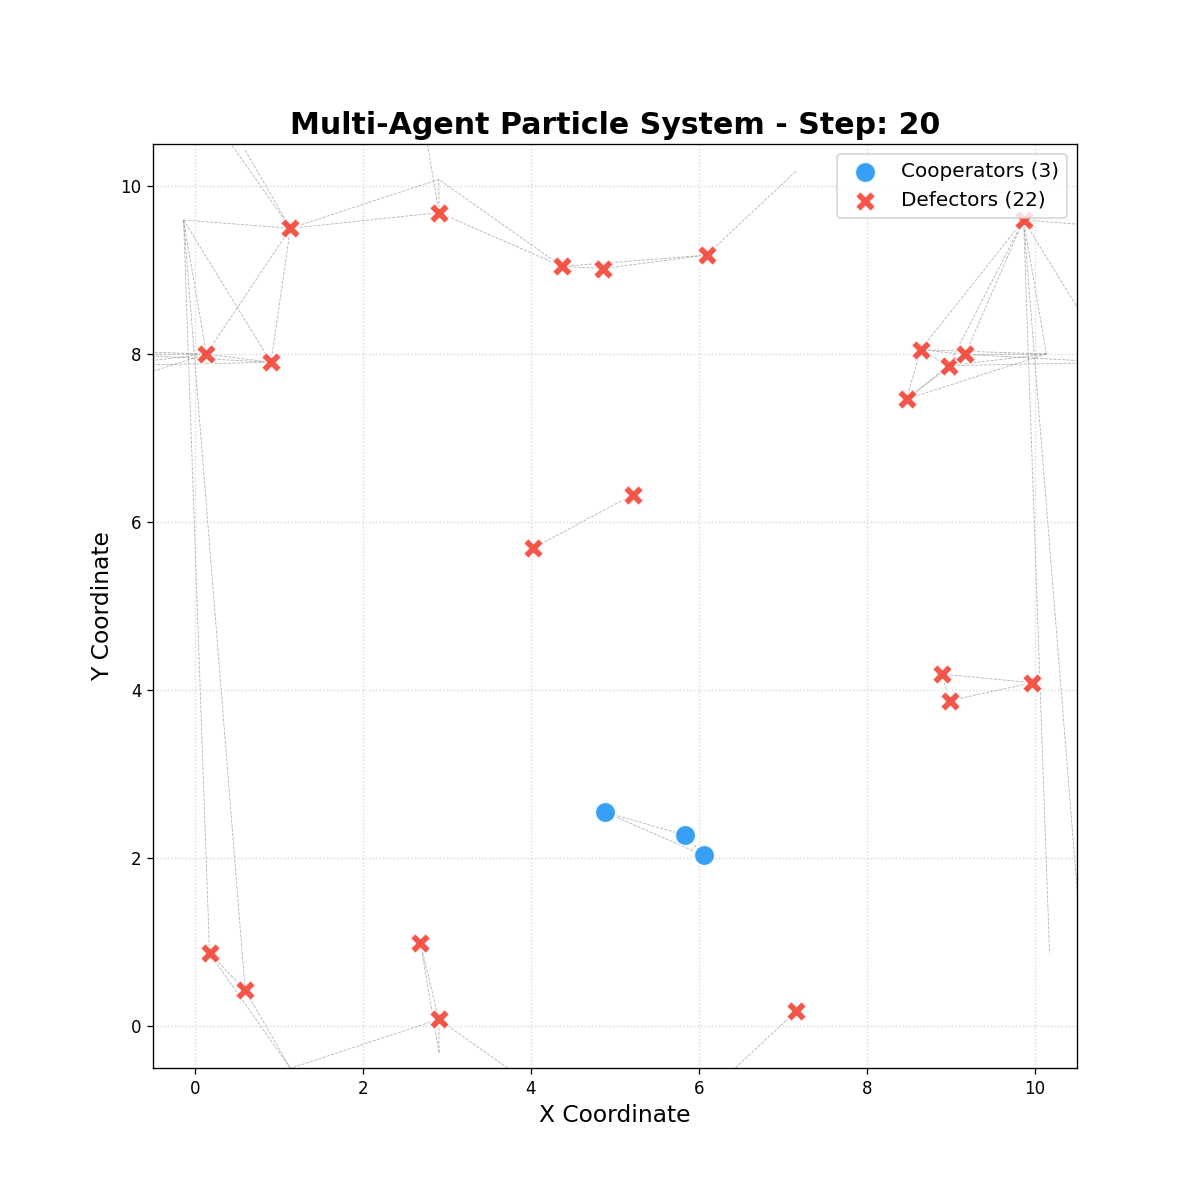 Multi-Agent Particle System - Step: 20
Cooperators (3)
Defectors (22)
Y Coordinate
10
8
6
4
2
0
0 2 4 6 8 10
X Coordinate